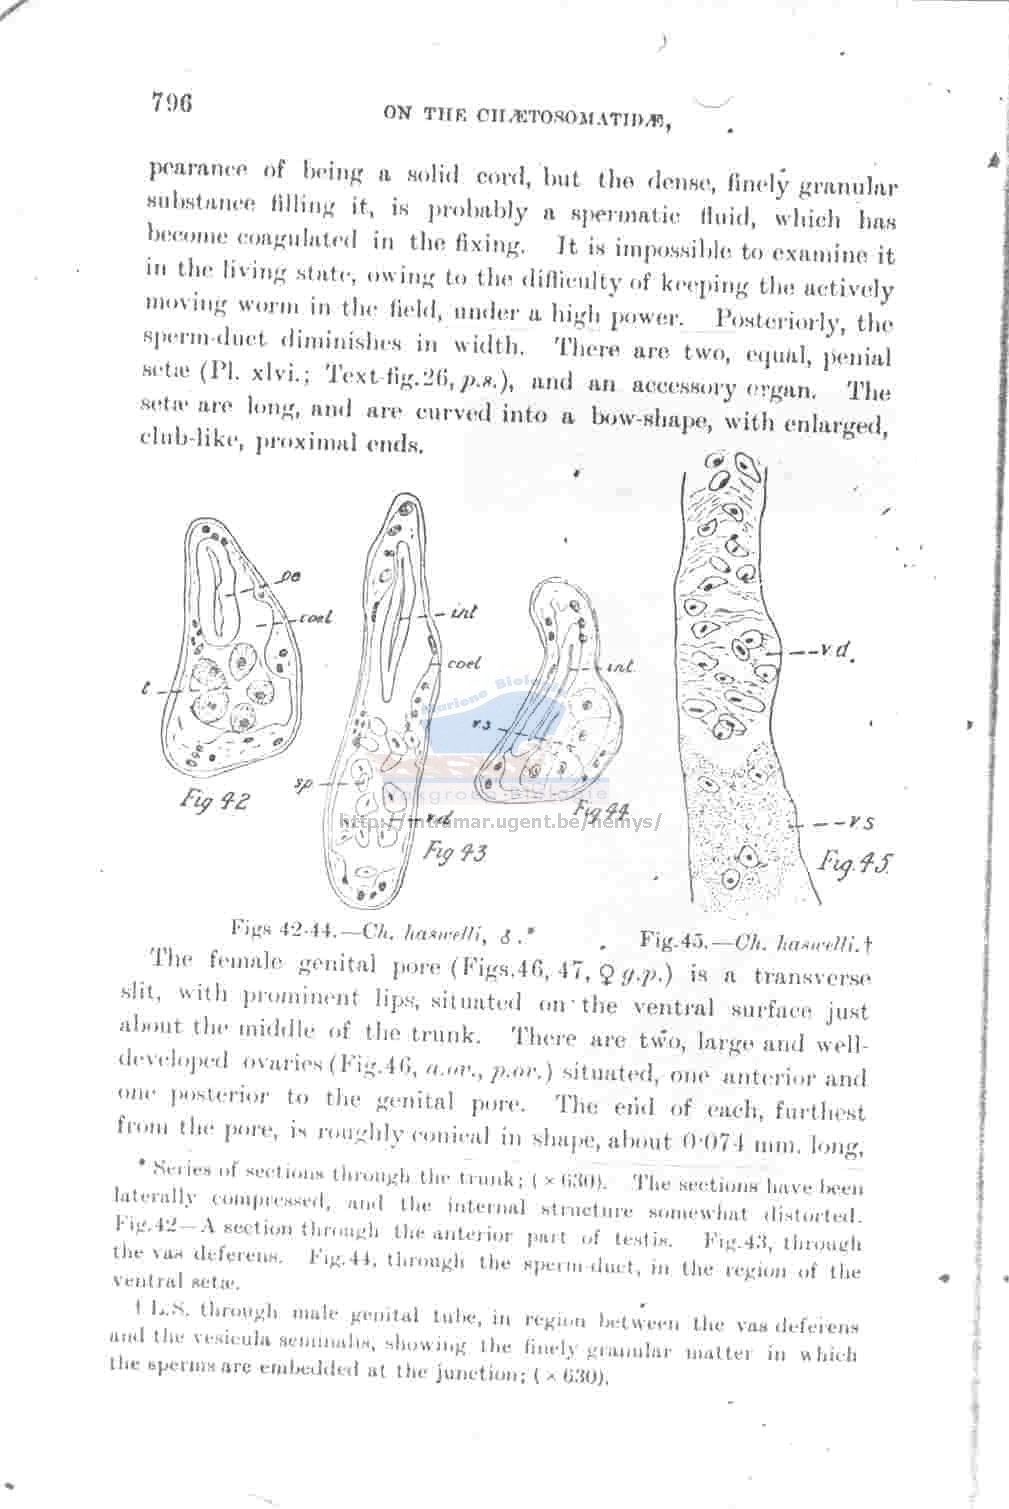 796
ON THE CHÆTOSOMATIDÆ,
pearance of being a solid cord, but the dense, finely granular
substance filling it, is probably a spermatic fluid, which has
become coagulated in the fixing. It is impossible to examine it
in the living state, owing to the difficulty of keeping the actively
moving worm in the field, under a high power. Posteriorly, the
sperm-duct diminishes in width. There are two, equal, penial
setæ (Pl. xlvi.; Text-fig.26, p.s.), and an accessory organ. The
setæ are long, and are curved into a bow-shape, with enlarged,
club-like, proximal ends.
oe
coel
t
Fig 42
int
coel
sp
vd
Fig 43
int
v.s
Fig 44
v.d.
v.s
Fig. 45.
Marione Biologie
http://intramar.ugent.be/nemys/
Figs 42-44.—Ch. haswelli, ♂.*
Fig.45.—Ch. haswelli.†
The female genital pore (Figs.46, 47, ♀ g.p.) is a transverse
slit, with prominent lips, situated on the ventral surface just
about the middle of the trunk. There are two, large and well-
developed ovaries (Fig.46, a.ov., p.ov.) situated, one anterior and
one posterior to the genital pore. The end of each, furthest
from the pore, is roughly conical in shape, about 0·074 mm. long,
* Series of sections through the trunk; (×630). The sections have been
laterally compressed, and the internal structure somewhat distorted.
Fig.42—A section through the anterior part of testis. Fig.43, through
the vas deferens. Fig.44, through the sperm-duct, in the region of the
ventral setæ.
† L.S. through male genital tube, in region between the vas deferens
and the vesicula seminalis, showing the finely granular matter in which
the sperms are embedded at the junction; (×630).